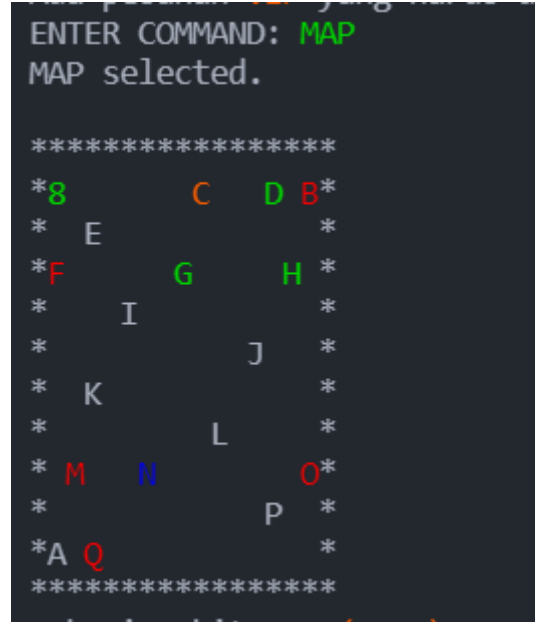 ENTER COMMAND: MAP
MAP selected.
*****************
*8       C   D B*
*  E            *
*F      G     H *
*    I          *
*           J   *
*  K            *
*         L     *
* M   N        O*
*            P  *
*A Q            *
*****************